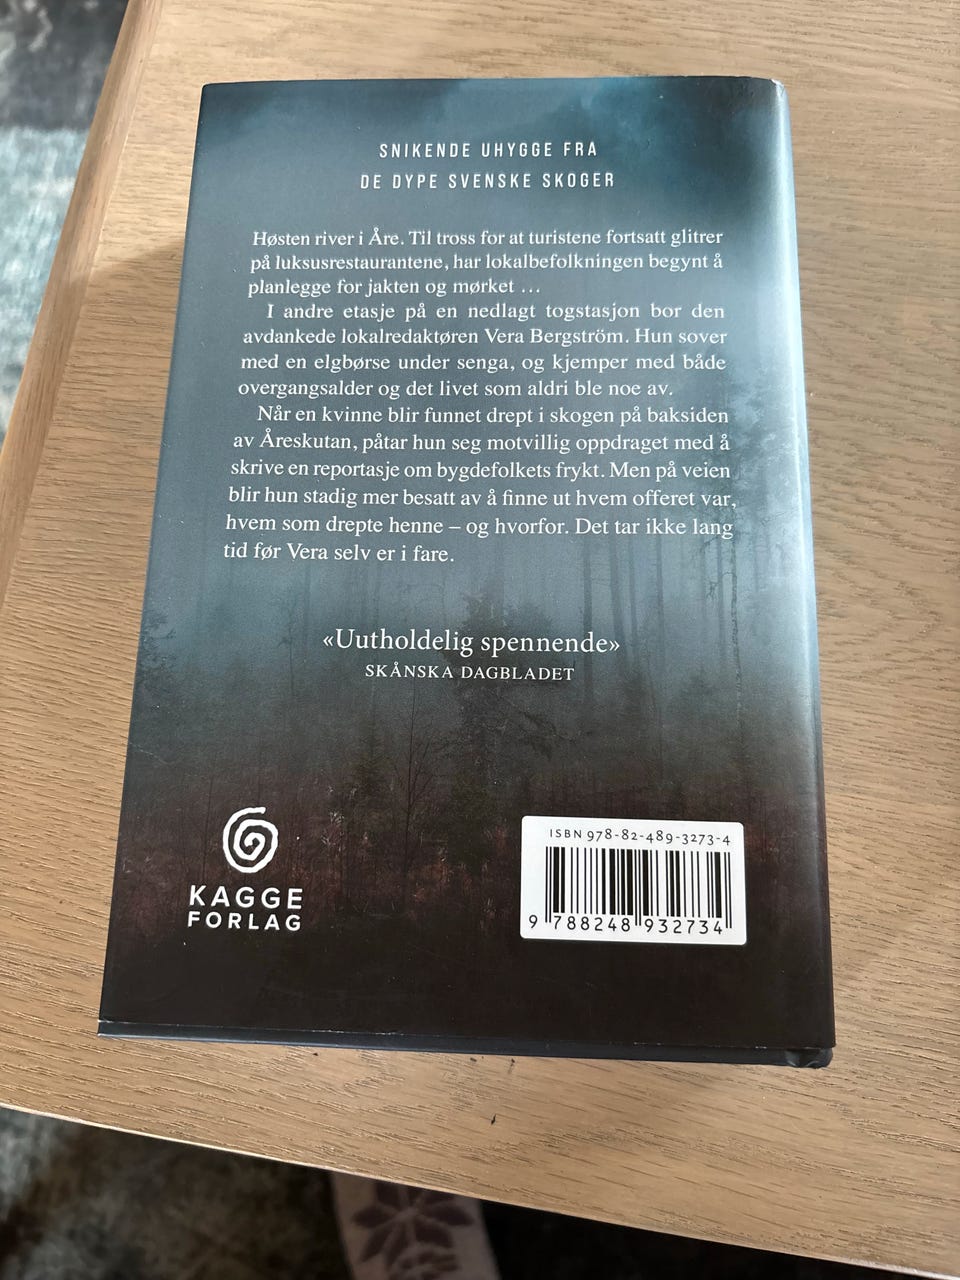 SNIKENDE UHYGGE FRA
DE DYPE SVENSKE SKOGER
Høsten river i Åre. Til tross for at turistene fortsatt glitrer
på luksusrestaurantene, har lokalbefolkningen begynt å
planlegge for jakten og mørket …
I andre etasje på en nedlagt togstasjon bor den
avdankede lokalredaktøren Vera Bergström. Hun sover
med en elgbørse under senga, og kjemper med både
overgangsalder og det livet som aldri ble noe av.
Når en kvinne blir funnet drept i skogen på baksiden
av Åreskutan, påtar hun seg motvillig oppdraget med å
skrive en reportasje om bygdefolkets frykt. Men på veien
blir hun stadig mer besatt av å finne ut hvem offeret var,
hvem som drepte henne – og hvorfor. Det tar ikke lang
tid før Vera selv er i fare.
«Uutholdelig spennende»
SKÅNSKA DAGBLADET
KAGGE
FORLAG
ISBN 978-82-489-3273-4
9 788248 932734